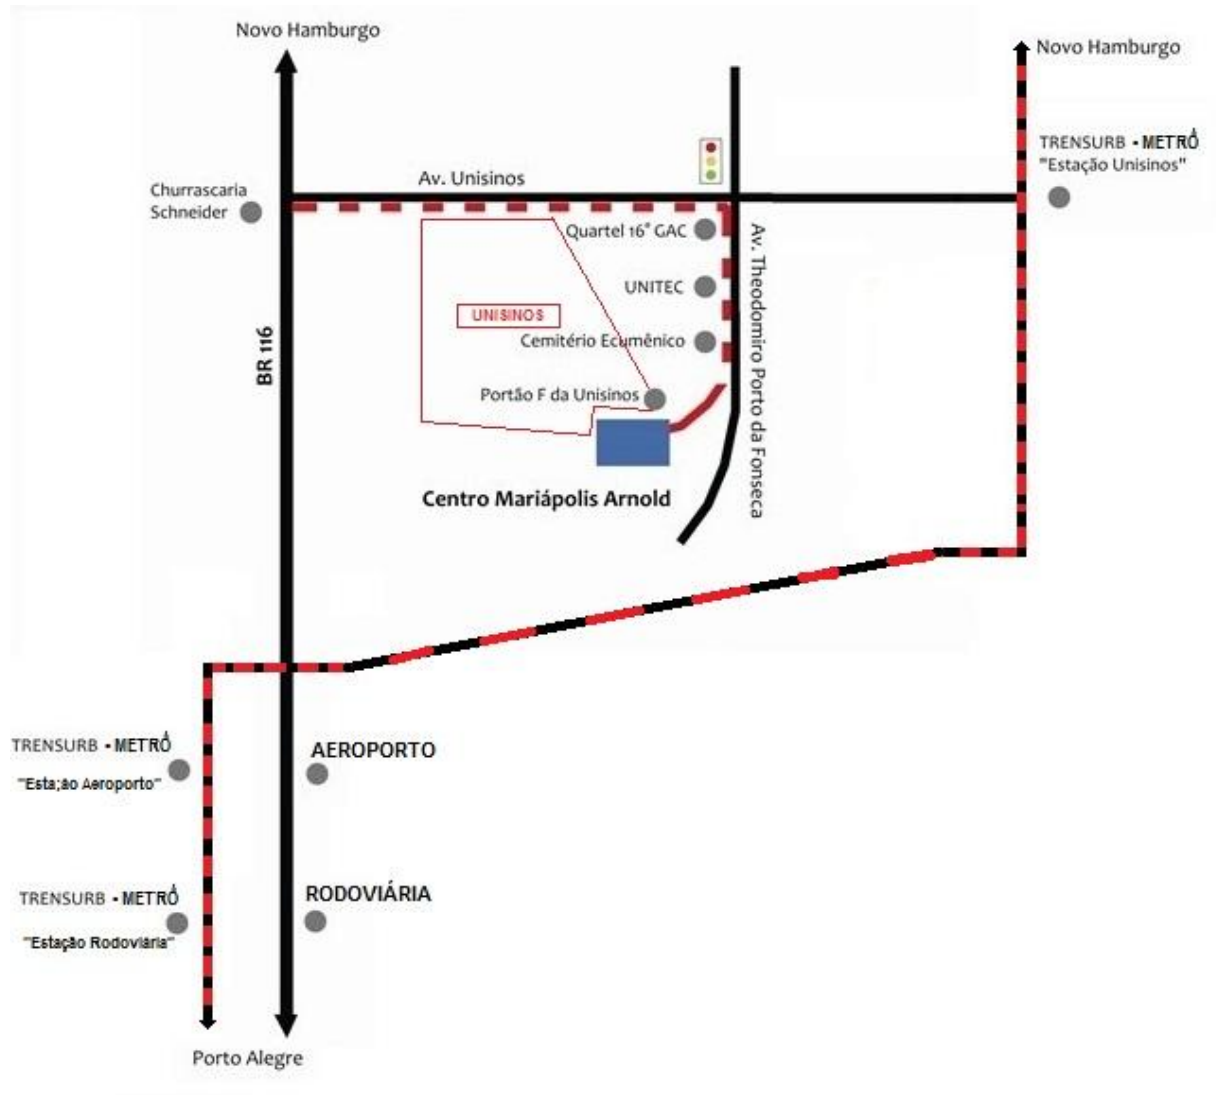 Novo Hamburgo
Novo Hamburgo
TRENSURB - METRÔ
"Estação Unisinos"
Av. Unisinos
Churrascaria
Schneider
Quartel 16° GAC
UNITEC
UNISINOS
Cemitério Ecumênico
Av. Theodomiro Porto da Fonseca
BR 116
Portão F da Unisinos
Centro Mariápolis Arnold
TRENSURB - METRÔ
"Esta;ão Aeroporto"
AEROPORTO
TRENSURB - METRÔ
"Estação Rodoviária"
RODOVIÁRIA
Porto Alegre